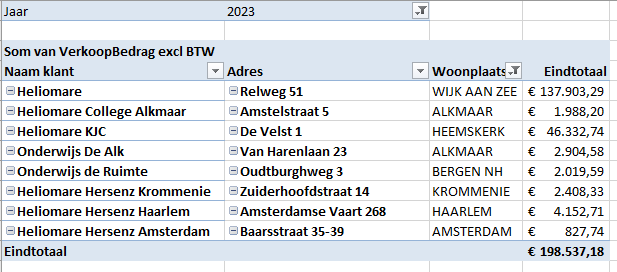 Jaar 2023
Som van VerkoopBedrag excl BTW
Naam klant Adres Woonplaats Eindtotaal
Heliomare Relweg 51 WIJK AAN ZEE € 137.903,29
Heliomare College Alkmaar Amstelstraat 5 ALKMAAR € 1.988,20
Heliomare KJC De Velst 1 HEEMSKERK € 46.332,74
Onderwijs De Alk Van Harenlaan 23 ALKMAAR € 2.904,58
Onderwijs de Ruimte Oudtburghweg 3 BERGEN NH € 2.019,59
Heliomare Hersenz Krommenie Zuiderhoofdstraat 14 KROMMENIE € 2.408,33
Heliomare Hersenz Haarlem Amsterdamse Vaart 268 HAARLEM € 4.152,71
Heliomare Hersenz Amsterdam Baarsstraat 35-39 AMSTERDAM € 827,74
Eindtotaal € 198.537,18